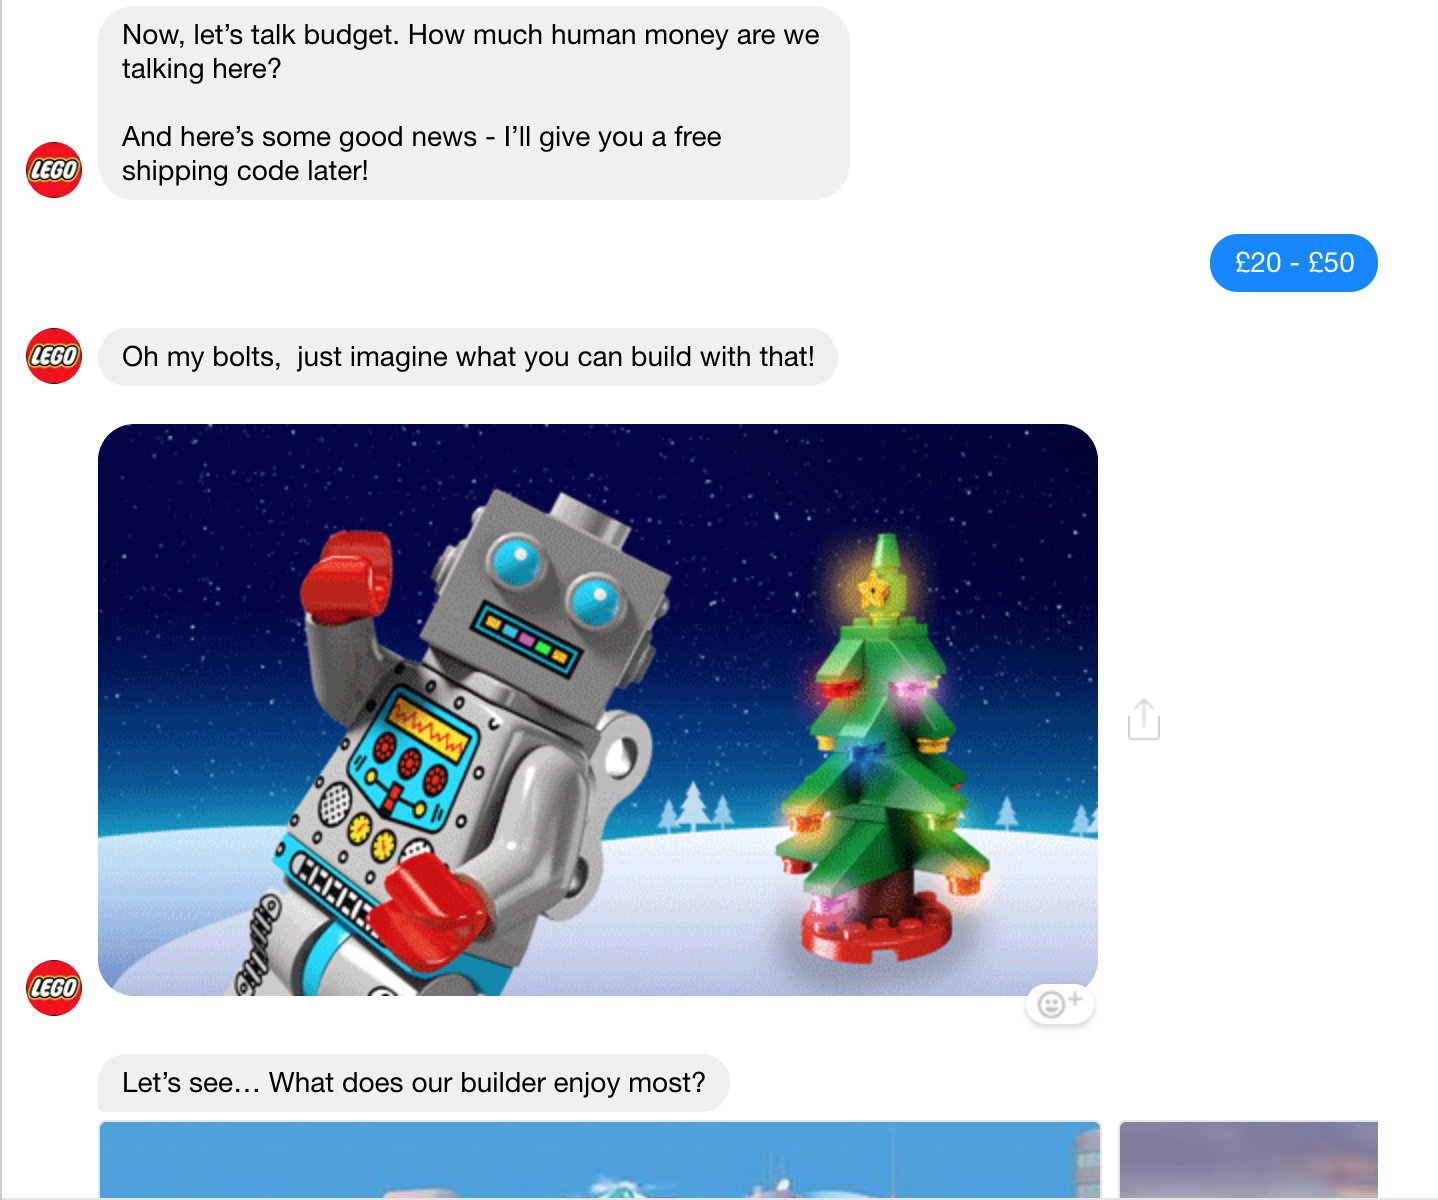 Now, let’s talk budget. How much human money are we
talking here?
And here’s some good news - I’ll give you a free
shipping code later!
LEGO
£20 - £50
LEGO
Oh my bolts,  just imagine what you can build with that!
LEGO
Let’s see... What does our builder enjoy most?